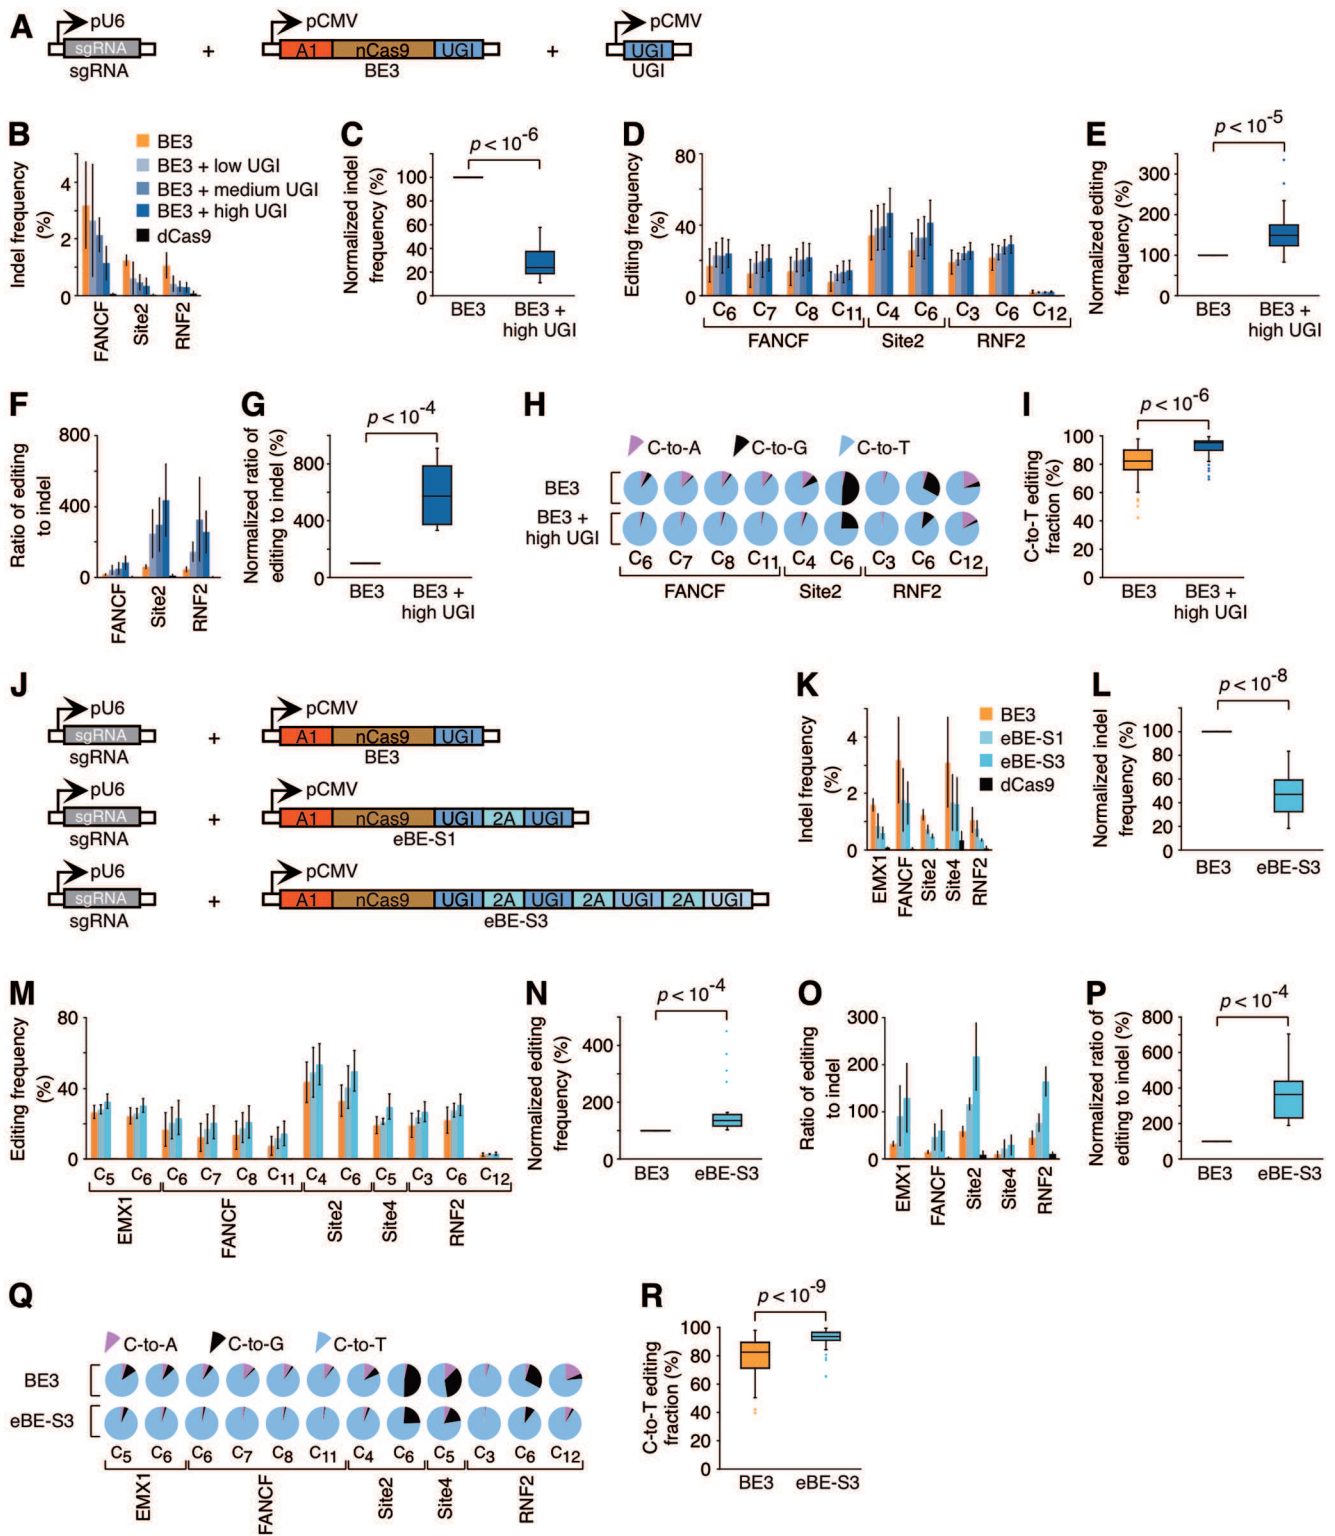 A
pU6
sgRNA
sgRNA
+
pCMV
A1 nCas9 UGI
BE3
+
pCMV
UGI
UGI
B
Indel frequency (%)
4
2
0
BE3
BE3 + low UGI
BE3 + medium UGI
BE3 + high UGI
dCas9
FANCF
Site2
RNF2
C
Normalized indel frequency (%)
p < 10-6
100
80
60
40
20
0
BE3
BE3 + high UGI
D
Editing frequency (%)
80
40
0
C6 C7 C8 C11 C4 C6 C3 C6 C12
FANCF Site2 RNF2
E
Normalized editing frequency (%)
p < 10-5
300
200
100
0
BE3
BE3 + high UGI
F
Ratio of editing to indel
800
400
0
FANCF
Site2
RNF2
G
Normalized ratio of editing to indel (%)
p < 10-4
800
400
0
BE3
BE3 + high UGI
H
C-to-A C-to-G C-to-T
BE3
BE3 + high UGI
C6 C7 C8 C11 C4 C6 C3 C6 C12
FANCF Site2 RNF2
I
C-to-T editing fraction (%)
p < 10-6
100
80
60
40
20
0
BE3
BE3 + high UGI
J
pU6
sgRNA
sgRNA
+
pCMV
A1 nCas9 UGI
BE3
pU6
sgRNA
sgRNA
+
pCMV
A1 nCas9 UGI 2A UGI
eBE-S1
pU6
sgRNA
sgRNA
+
pCMV
A1 nCas9 UGI 2A UGI 2A UGI 2A UGI
eBE-S3
K
Indel frequency (%)
4
2
0
BE3
eBE-S1
eBE-S3
dCas9
EMX1
FANCF
Site2
Site4
RNF2
L
Normalized indel frequency (%)
p < 10-8
100
80
60
40
20
0
BE3 eBE-S3
M
Editing frequency (%)
80
40
0
C5 C6 C6 C7 C8 C11 C4 C6 C5 C3 C6 C12
EMX1
FANCF
Site2
Site4
RNF2
N
Normalized editing frequency (%)
p < 10-4
400
200
0
BE3 eBE-S3
O
Ratio of editing to indel
300
200
100
0
EMX1
FANCF
Site2
Site4
RNF2
P
Normalized ratio of editing to indel (%)
p < 10-4
800
600
400
200
0
BE3 eBE-S3
Q
C-to-A C-to-G C-to-T
BE3
eBE-S3
C5 C6 C6 C7 C8 C11 C4 C6 C5 C3 C6 C12
EMX1
FANCF
Site2
Site4
RNF2
R
C-to-T editing fraction (%)
p < 10-9
100
80
60
40
20
0
BE3 eBE-S3